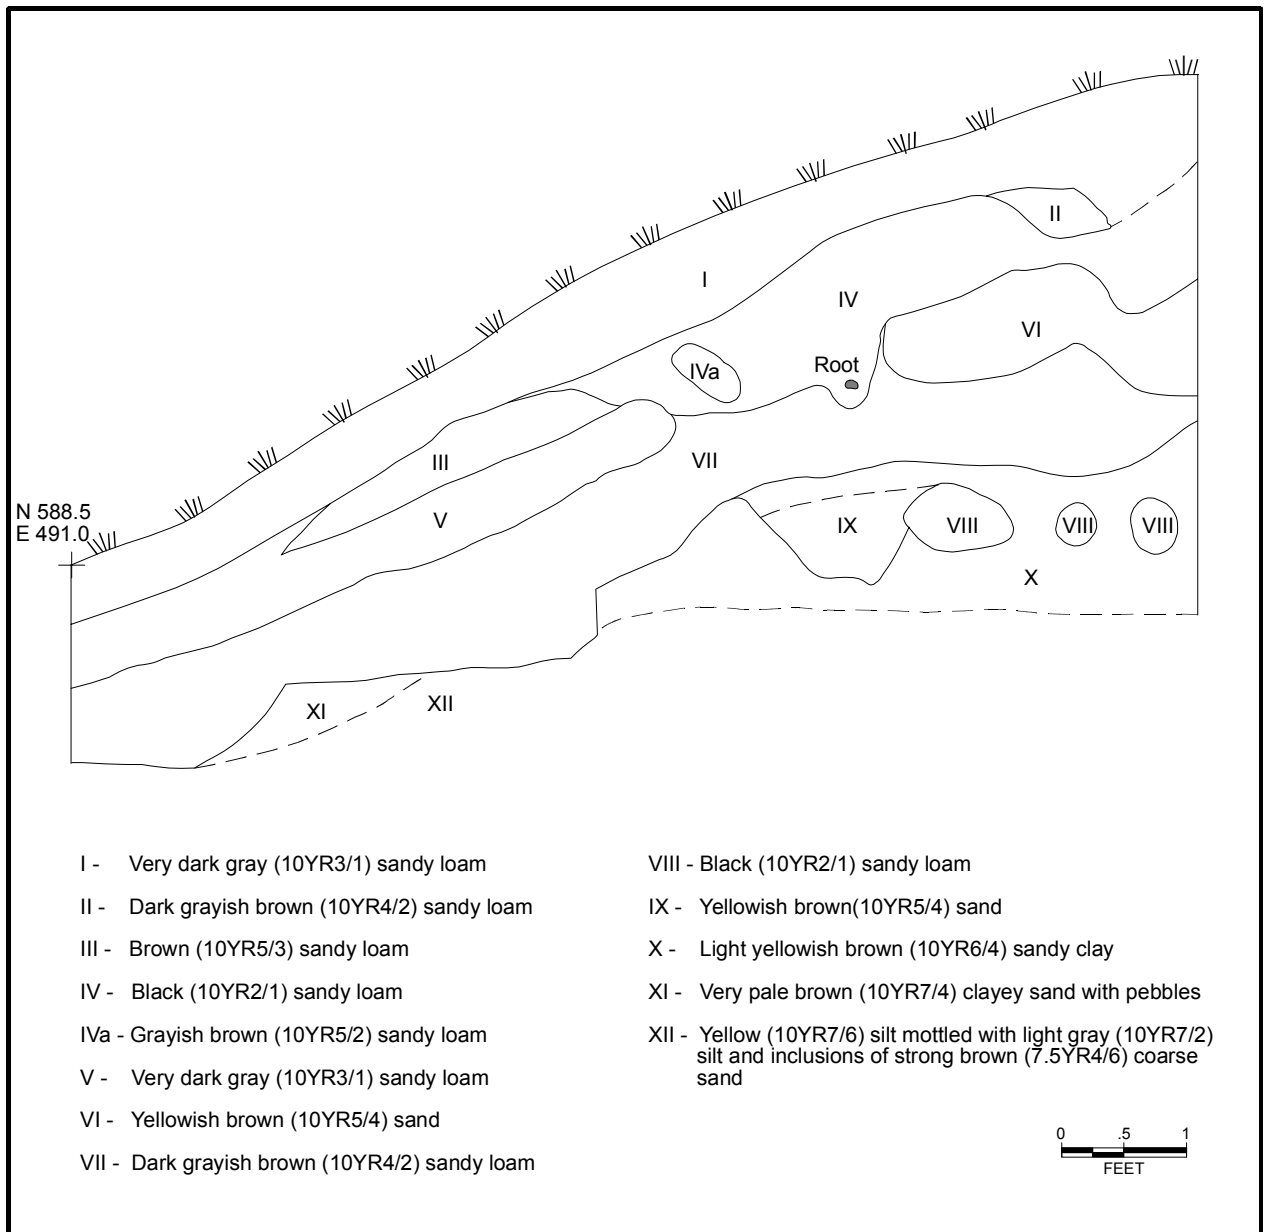 II
I
IV
VI
Root
IVa
III
VII
N 588.5
E 491.0
V
IX
VIII
VIII
VIII
X
XI
XII
I - Very dark gray (10YR3/1) sandy loam
II - Dark grayish brown (10YR4/2) sandy loam
III - Brown (10YR5/3) sandy loam
IV - Black (10YR2/1) sandy loam
IVa - Grayish brown (10YR5/2) sandy loam
V - Very dark gray (10YR3/1) sandy loam
VI - Yellowish brown (10YR5/4) sand
VII - Dark grayish brown (10YR4/2) sandy loam
VIII - Black (10YR2/1) sandy loam
IX - Yellowish brown(10YR5/4) sand
X - Light yellowish brown (10YR6/4) sandy clay
XI - Very pale brown (10YR7/4) clayey sand with pebbles
XII - Yellow (10YR7/6) silt mottled with light gray (10YR7/2)
silt and inclusions of strong brown (7.5YR4/6) coarse
sand
0 .5 1
FEET